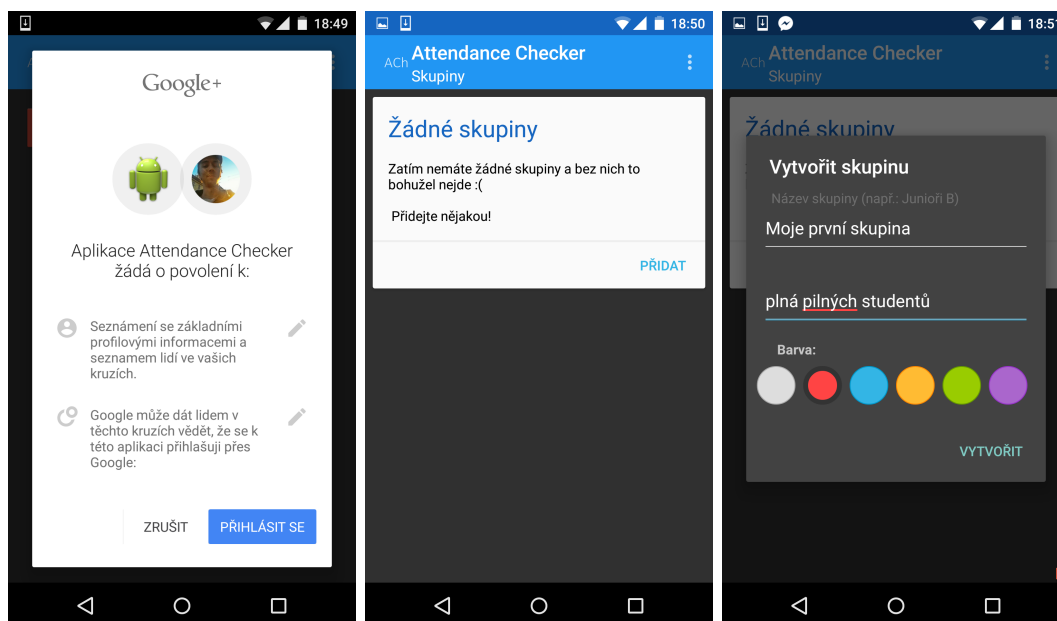 18:49
Google+
Aplikace Attendance Checker
žádá o povolení k:
Seznámení se základními
profilovými informacemi a
seznamem lidí ve vašich
kruzích.
Google může dát lidem v
těchto kruzích vědět, že se k
této aplikaci přihlašuji přes
Google:
ZRUŠIT
PŘIHLÁSIT SE
18:50
ACh Attendance Checker
Skupiny
Žádné skupiny
Zatím nemáte žádné skupiny a bez nich to
bohužel nejde :(
Přidejte nějakou!
PŘIDAT
18:51
ACh Attendance Checker
Skupiny
Žádné skupiny
Vytvořit skupinu
Název skupiny (např.: Junioři B)
Moje první skupina
plná pilných studentů
Barva:
VYTVOŘIT